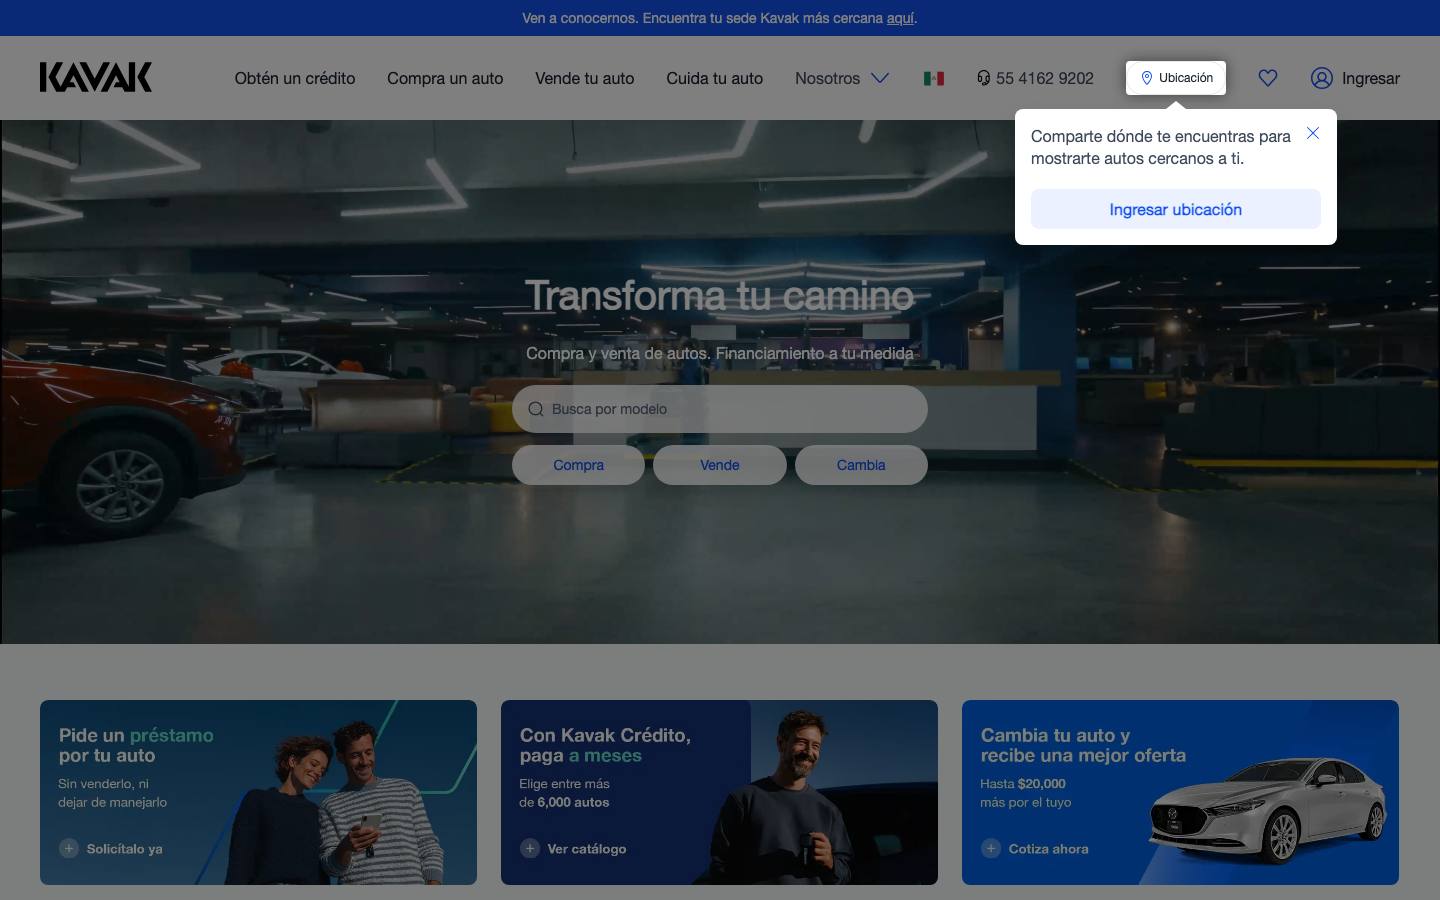 Ven a conocernos. Encuentra tu sede Kavak más cercana aquí.
KAVAK
Obtén un crédito
Compra un auto
Vende tu auto
Cuida tu auto
Nosotros
55 4162 9202
Ubicación
Ingresar
Comparte dónde te encuentras para
mostrarte autos cercanos a ti.
Ingresar ubicación
Transforma tu camino
Compra y venta de autos. Financiamiento a tu medida
Busca por modelo
Compra
Vende
Cambia
Pide un préstamo
por tu auto
Sin venderlo, ni
dejar de manejarlo
Solicítalo ya
Con Kavak Crédito,
paga a meses
Elige entre más
de 6,000 autos
Ver catálogo
Cambia tu auto y
recibe una mejor oferta
Hasta $20,000
más por el tuyo
Cotiza ahora